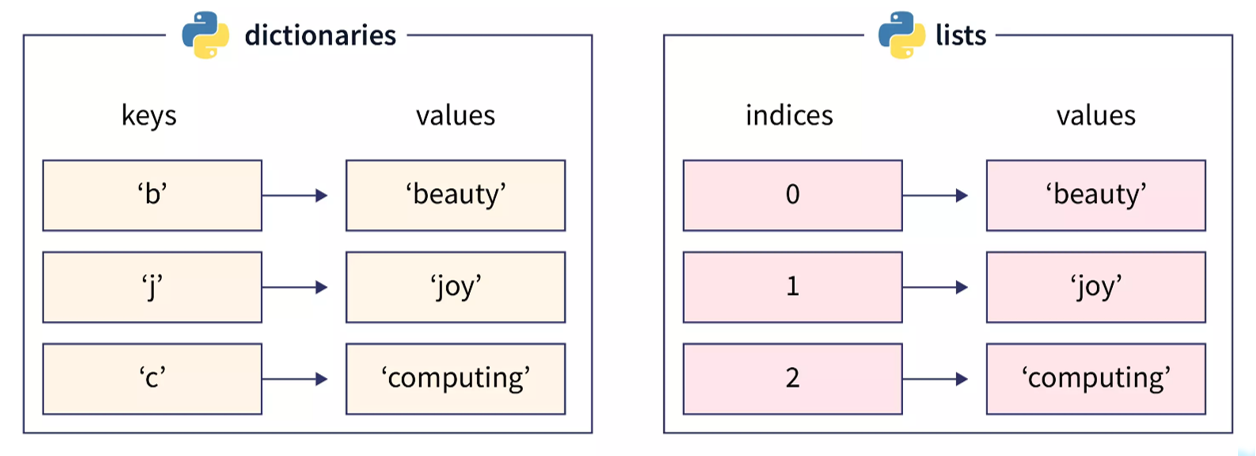 dictionaries
keys values
‘b’ ‘beauty’
‘j’ ‘joy’
‘c’ ‘computing’
lists
indices values
0 ‘beauty’
1 ‘joy’
2 ‘computing’